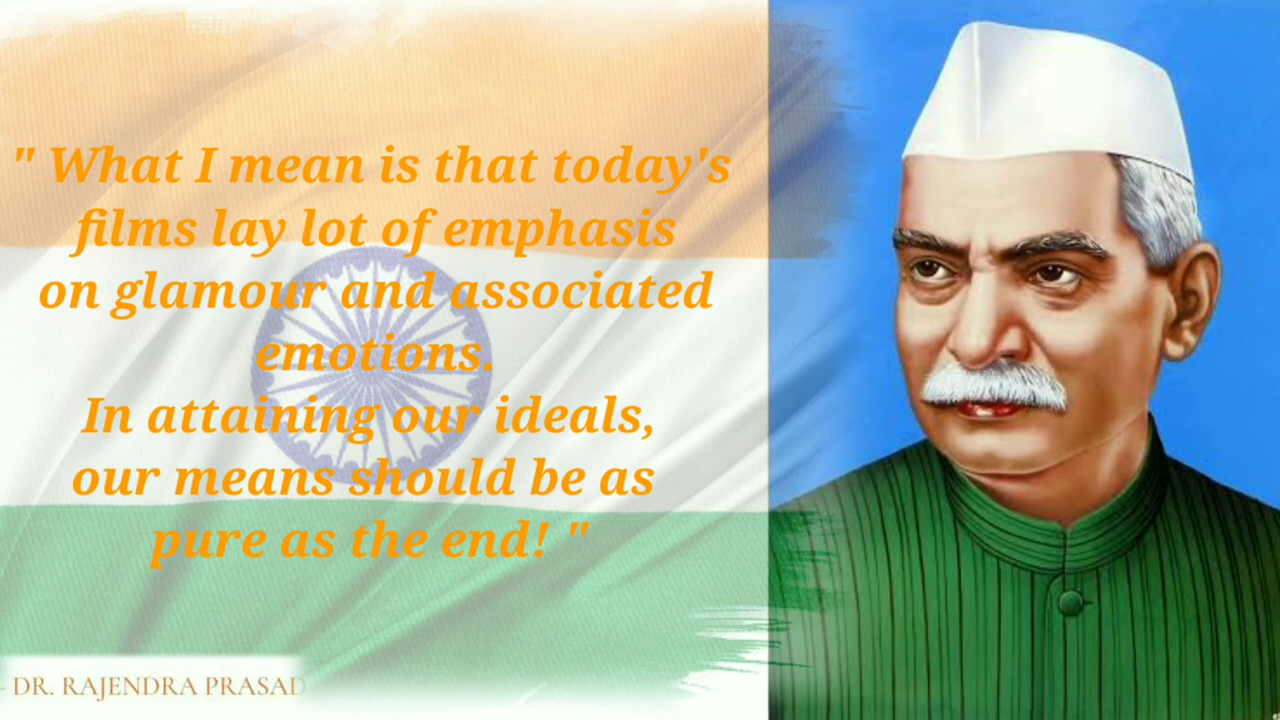 " What I mean is that today's
films lay lot of emphasis
on glamour and associated
emotions.
In attaining our ideals,
our means should be as
pure as the end! "
- DR. RAJENDRA PRASAD